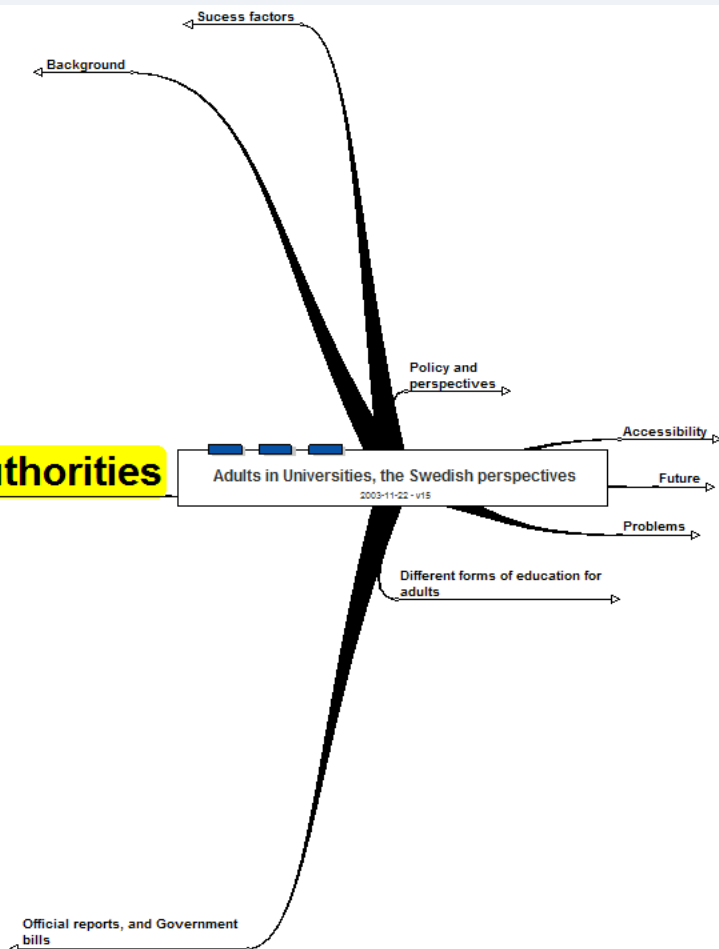 Sucess factors
Background
Policy and
perspectives
Accessibility
thorities
Adults in Universities, the Swedish perspectives
2003-11-22 - v15
Future
Problems
Different forms of education for
adults
Official reports, and Government
bills